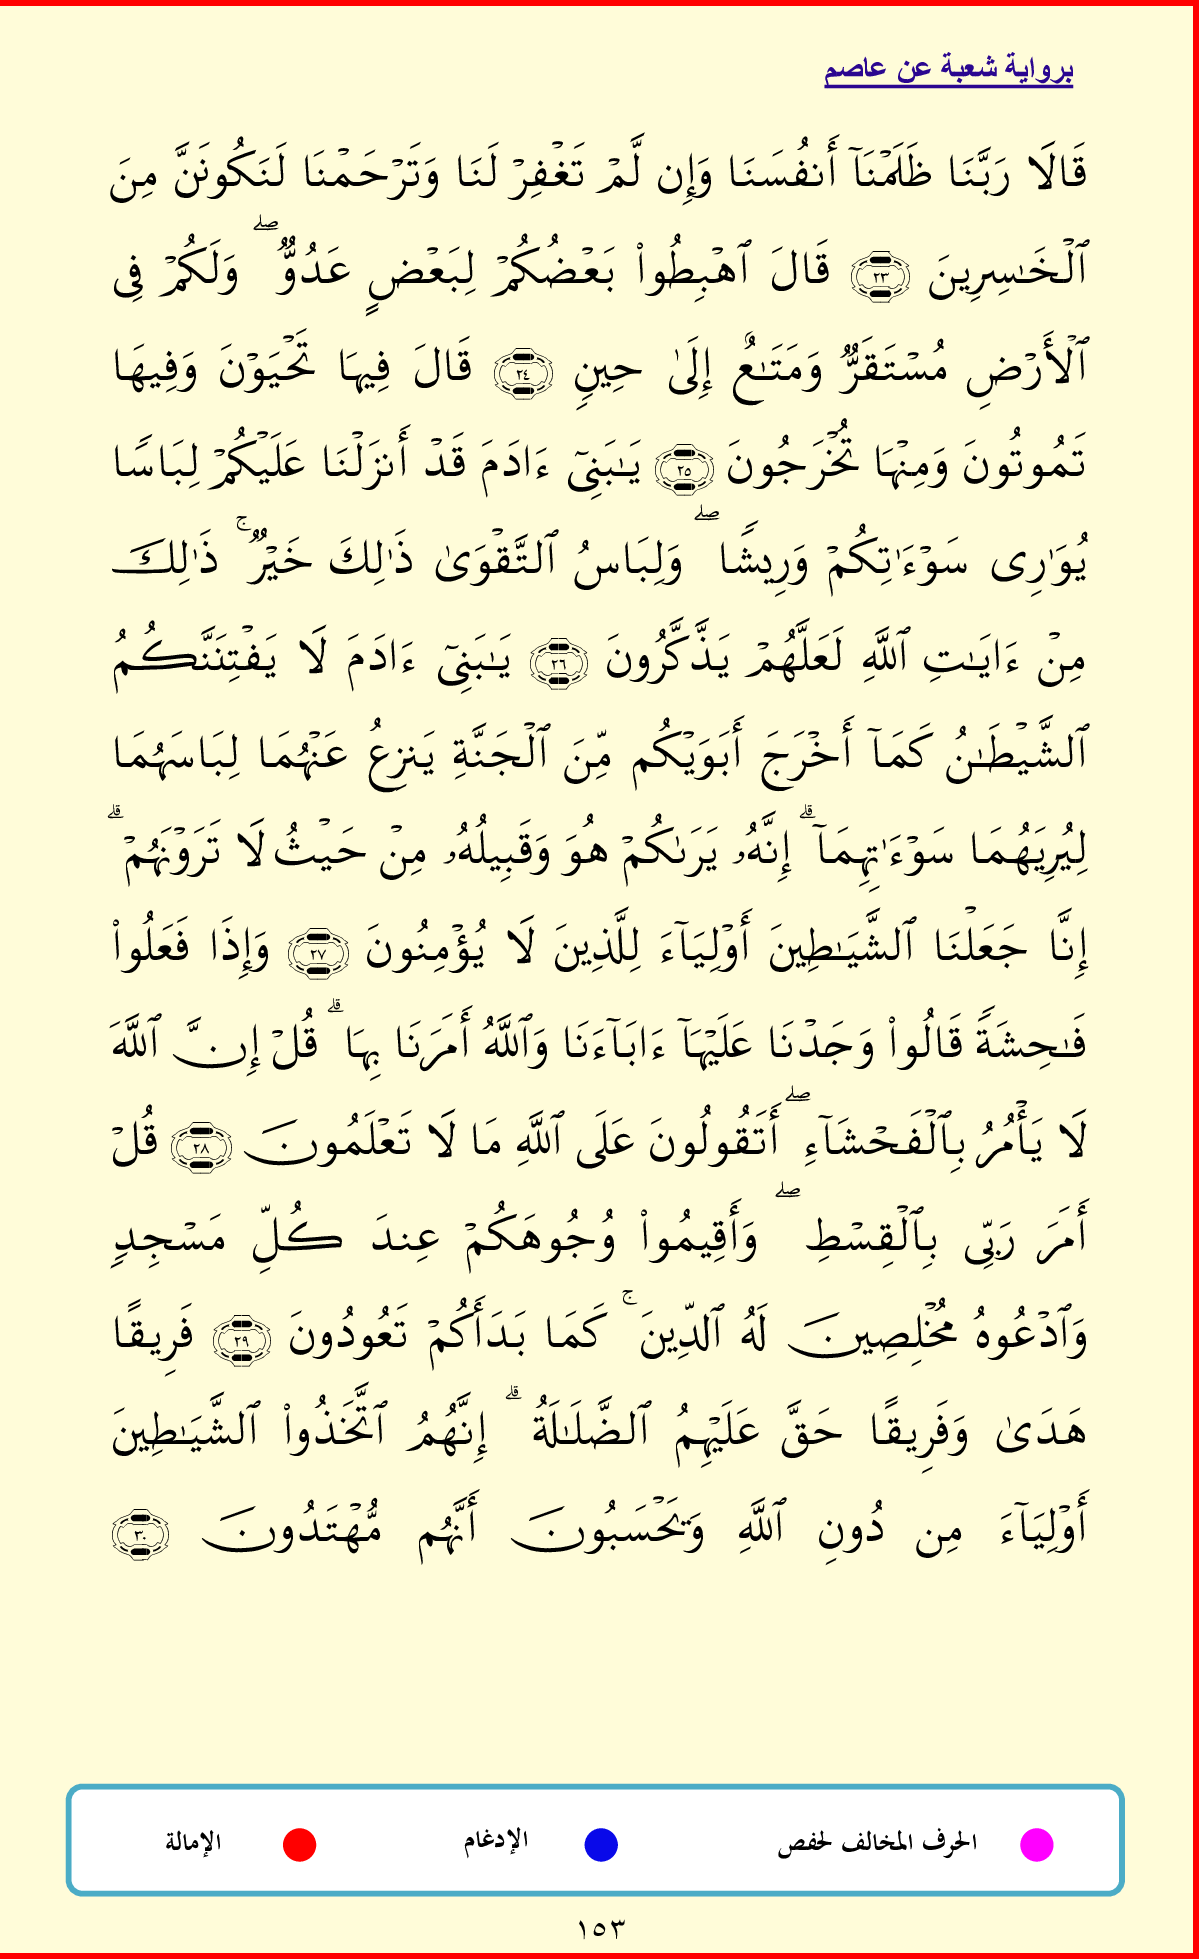 برواية شعبة عن عاصم
قَالَا رَبَّنَا ظَلَمۡنَآ أَنفُسَنَا وَإِن لَّمۡ تَغۡفِرۡ لَنَا وَتَرۡحَمۡنَا لَنَكُونَنَّ مِنَ
ٱلۡخَٰسِرِينَ ٢٣ قَالَ ٱهۡبِطُواْ بَعۡضُكُمۡ لِبَعۡضٍ عَدُوّٞۖ وَلَكُمۡ فِي
ٱلۡأَرۡضِ مُسۡتَقَرّٞ وَمَتَٰعٌ إِلَىٰ حِينٖ ٢٤ قَالَ فِيهَا تَحۡيَوۡنَ وَفِيهَا
تَمُوتُونَ وَمِنۡهَا تُخۡرَجُونَ ٢٥ يَٰبَنِيٓ ءَادَمَ قَدۡ أَنزَلۡنَا عَلَيۡكُمۡ لِبَاسٗا
يُوَٰرِي سَوۡءَٰتِكُمۡ وَرِيشٗاۖ وَلِبَاسُ ٱلتَّقۡوَىٰ ذَٰلِكَ خَيۡرٞۚ ذَٰلِكَ
مِنۡ ءَايَٰتِ ٱللَّهِ لَعَلَّهُمۡ يَذَّكَّرُونَ ٢٦ يَٰبَنِيٓ ءَادَمَ لَا يَفۡتِنَنَّكُمُ
ٱلشَّيۡطَٰنُ كَمَآ أَخۡرَجَ أَبَوَيۡكُم مِّنَ ٱلۡجَنَّةِ يَنزِعُ عَنۡهُمَا لِبَاسَهُمَا
لِيُرِيَهُمَا سَوۡءَٰتِهِمَآۗ إِنَّهُۥ يَرَىٰكُمۡ هُوَ وَقَبِيلُهُۥ مِنۡ حَيۡثُ لَا تَرَوۡنَهُمۡۗ
إِنَّا جَعَلۡنَا ٱلشَّيَٰطِينَ أَوۡلِيَآءَ لِلَّذِينَ لَا يُؤۡمِنُونَ ٢٧ وَإِذَا فَعَلُواْ
فَٰحِشَةٗ قَالُواْ وَجَدۡنَا عَلَيۡهَآ ءَابَآءَنَا وَٱللَّهُ أَمَرَنَا بِهَاۗ قُلۡ إِنَّ ٱللَّهَ
لَا يَأۡمُرُ بِٱلۡفَحۡشَآءِۖ أَتَقُولُونَ عَلَى ٱللَّهِ مَا لَا تَعۡلَمُونَ ٢٨ قُلۡ
أَمَرَ رَبِّي بِٱلۡقِسۡطِۖ وَأَقِيمُواْ وُجُوهَكُمۡ عِندَ كُلِّ مَسۡجِدٖ
وَٱدۡعُوهُ مُخۡلِصِينَ لَهُ ٱلدِّينَۚ كَمَا بَدَأَكُمۡ تَعُودُونَ ٢٩ فَرِيقًا
هَدَىٰ وَفَرِيقًا حَقَّ عَلَيۡهِمُ ٱلضَّلَٰلَةُۗ إِنَّهُمُ ٱتَّخَذُواْ ٱلشَّيَٰطِينَ
أَوۡلِيَآءَ مِن دُونِ ٱللَّهِ وَيَحۡسَبُونَ أَنَّهُم مُّهۡتَدُونَ ٣٠
الحرف المخالف لحفص الإدغام الإمالة
١٥٣